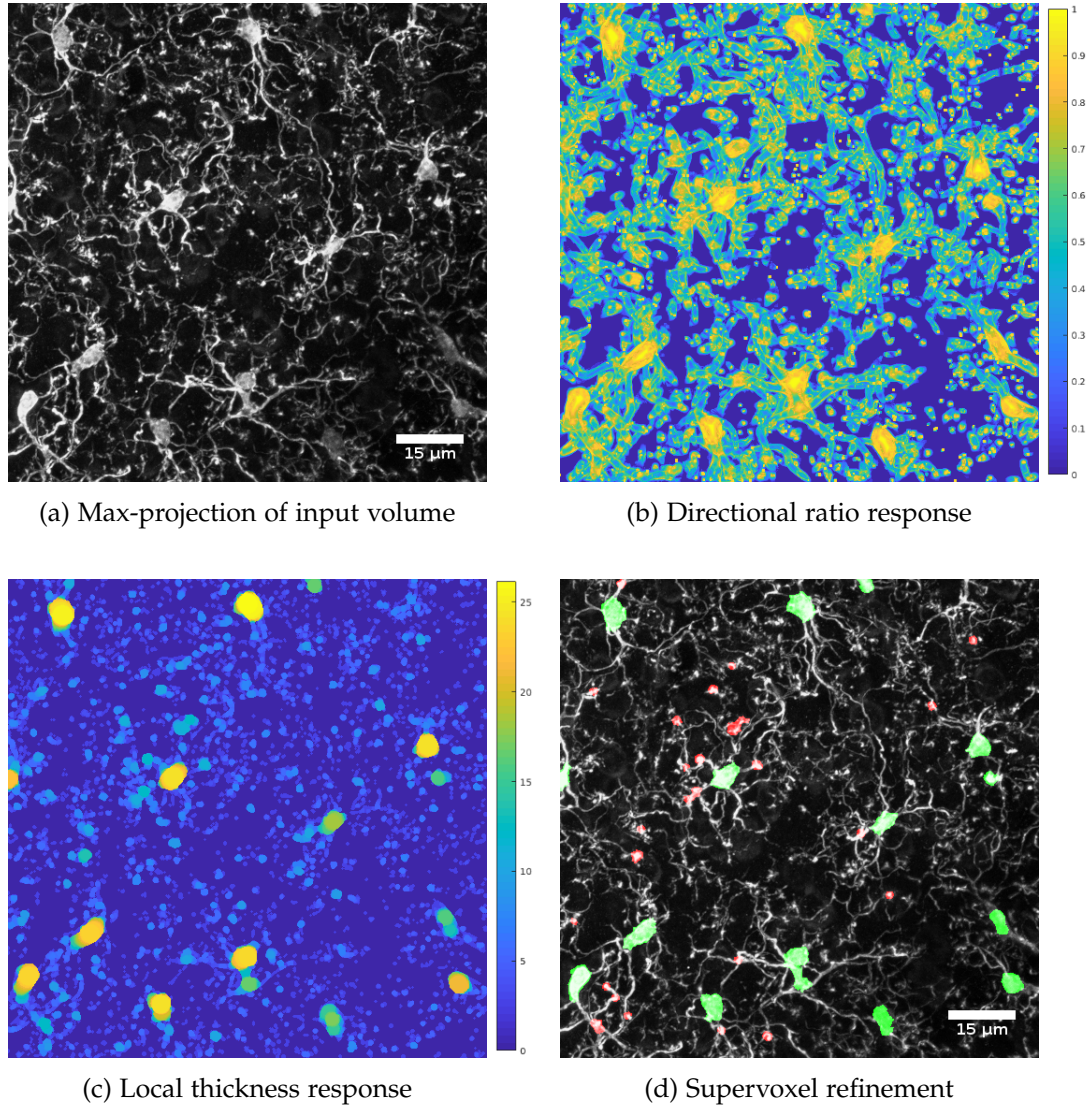 15 µm
1
0.9
0.8
0.7
0.6
0.5
0.4
0.3
0.2
0.1
0
(a) Max-projection of input volume
(b) Directional ratio response
25
20
15
10
5
0
15 µm
(c) Local thickness response
(d) Supervoxel refinement